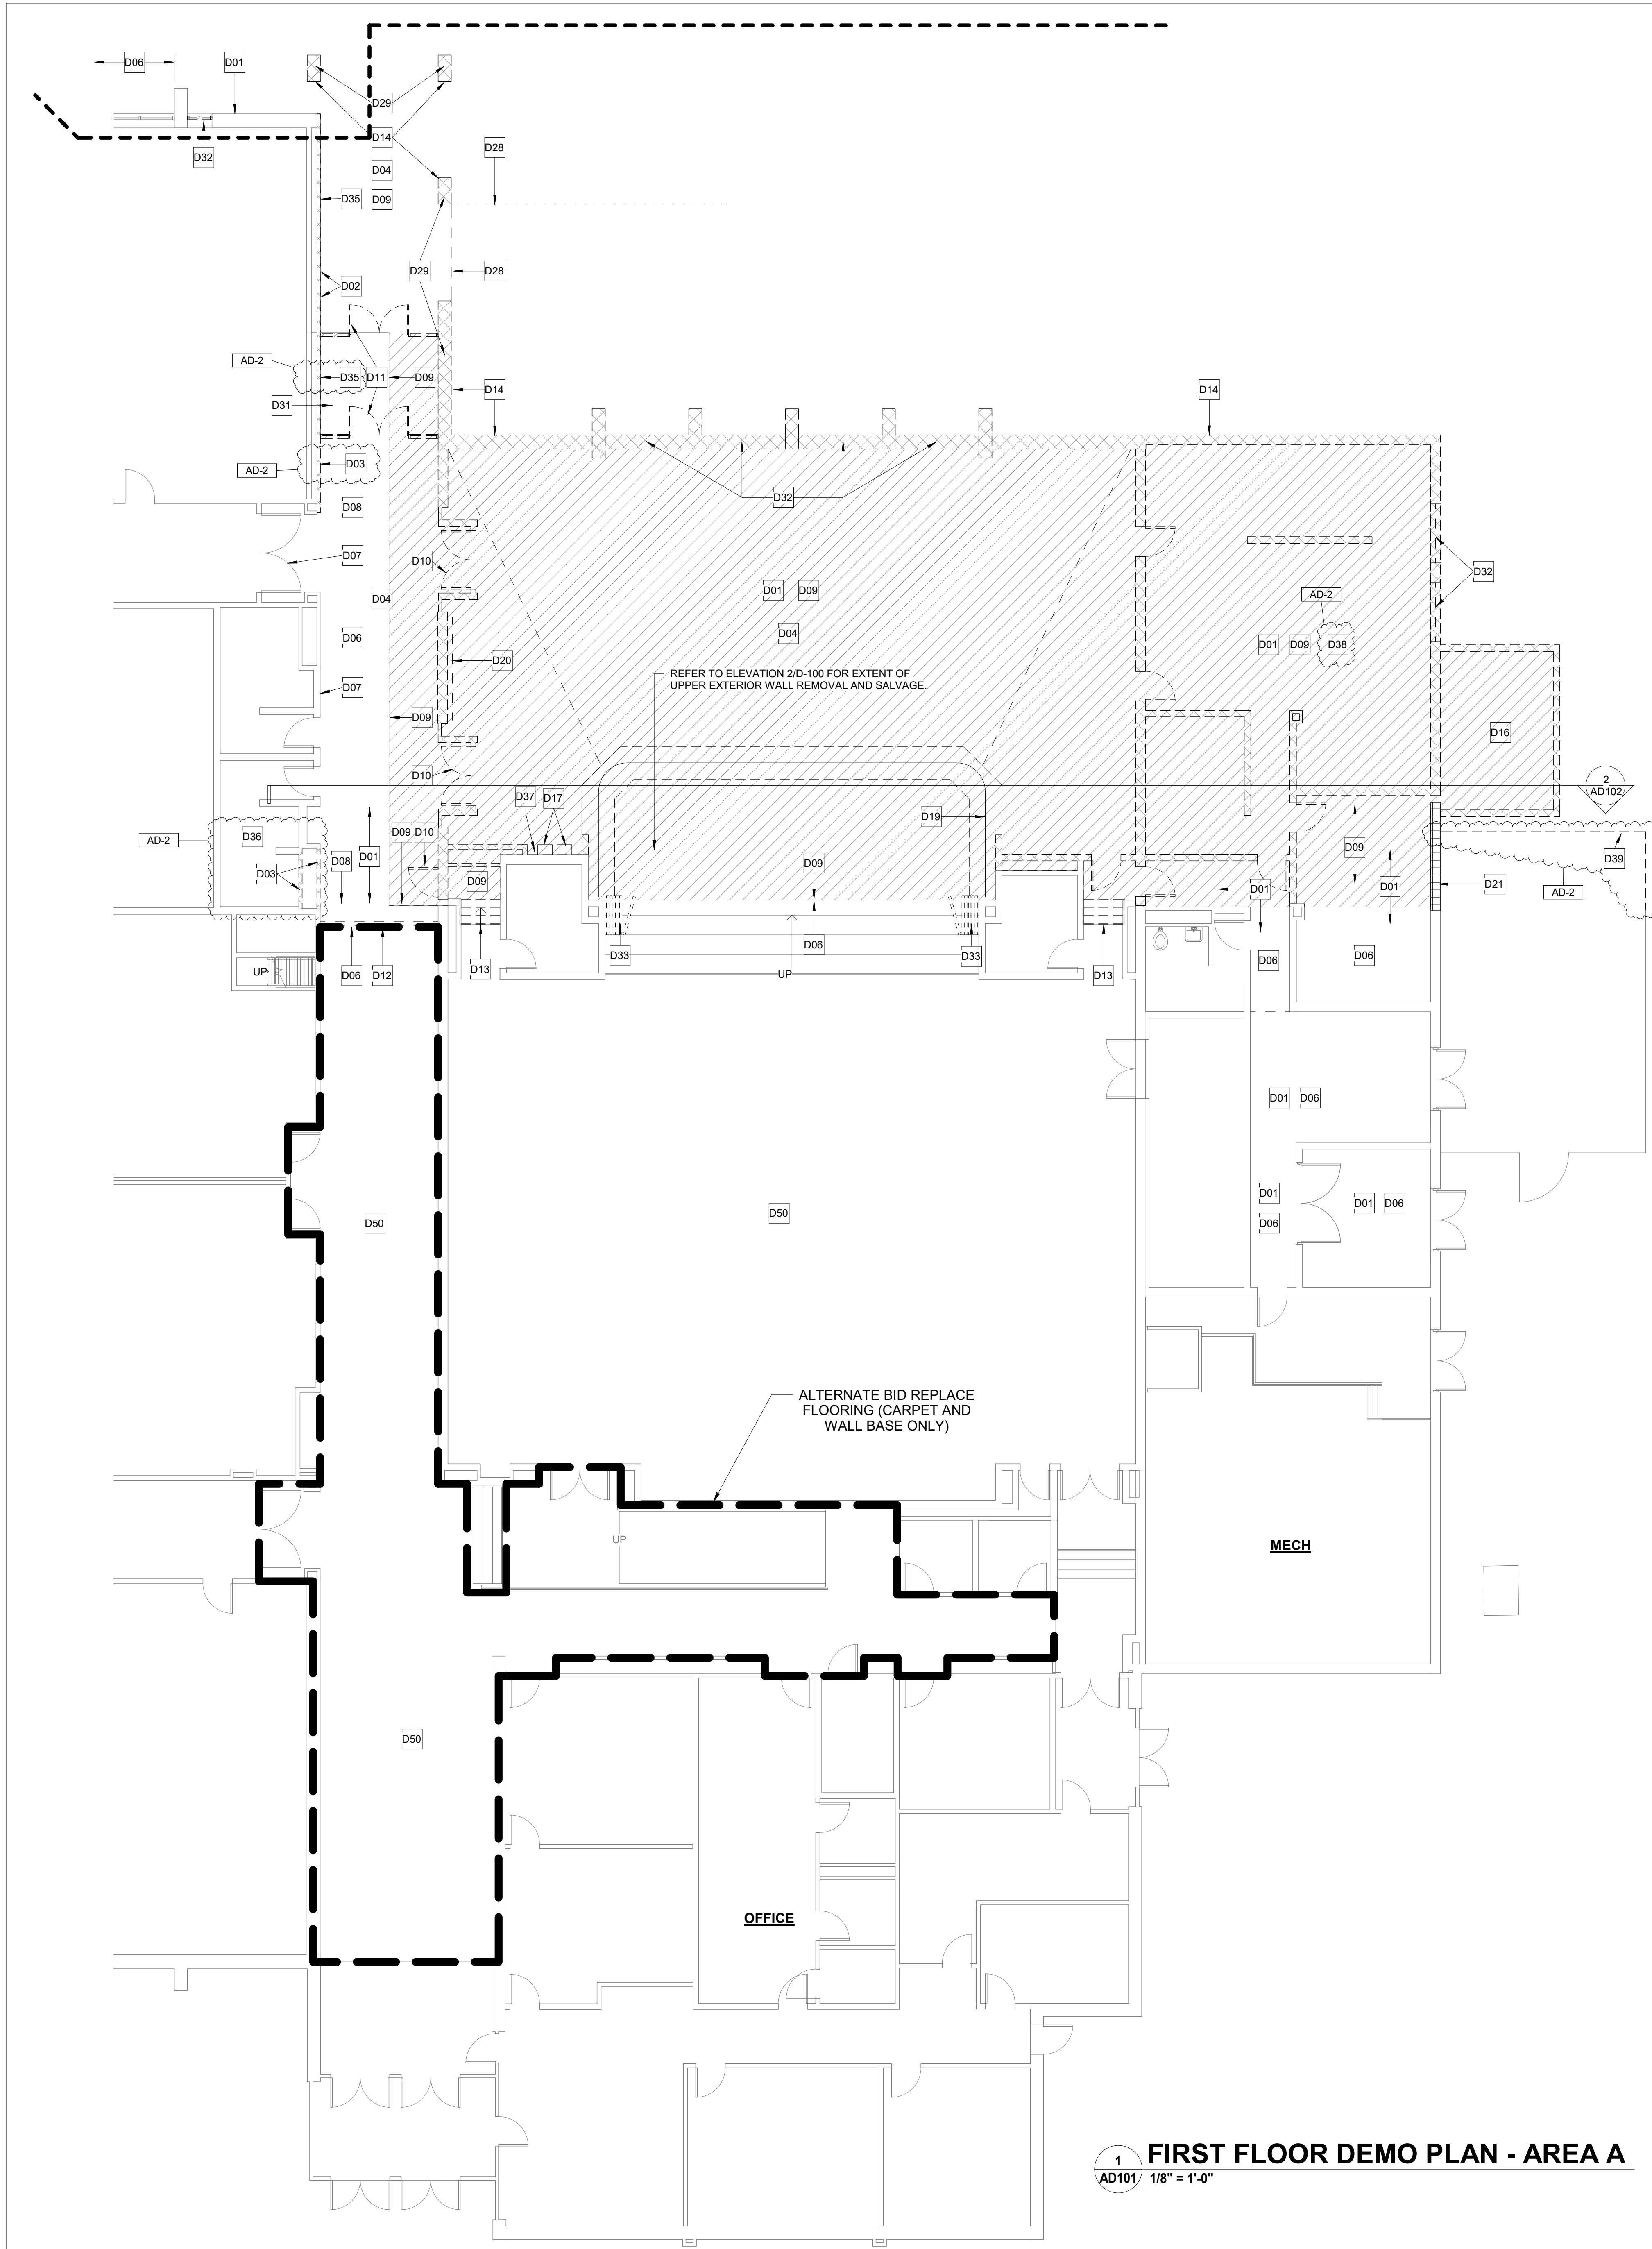 D06
D01
D29
D14
D32
D04
D28
D35
D09
D29
D28
D02
AD-2
D35
D11
D09
D14
D14
D31
AD-2
D03
D32
D08
D07
D10
D32
D04
D01
D09
AD-2
D04
D06
D01
D09
D38
D20
REFER TO ELEVATION 2/D-100 FOR EXTENT OF
UPPER EXTERIOR WALL REMOVAL AND SALVAGE.
D07
D09
D16
D10
2
AD102
D37
D17
D19
AD-2
D36
D09
D10
D08
D01
D09
D39
D03
D09
D09
D01
D01
D21
AD-2
D06
D06
D06
UP
D06
D12
D13
D33
D33
D13
UP
D01
D06
D50
D01
D01
D06
D50
D06
ALTERNATE BID REPLACE
FLOORING (CARPET AND
WALL BASE ONLY)
UP
MECH
D50
OFFICE
1
AD101
FIRST FLOOR DEMO PLAN - AREA A
1/8" = 1'-0"